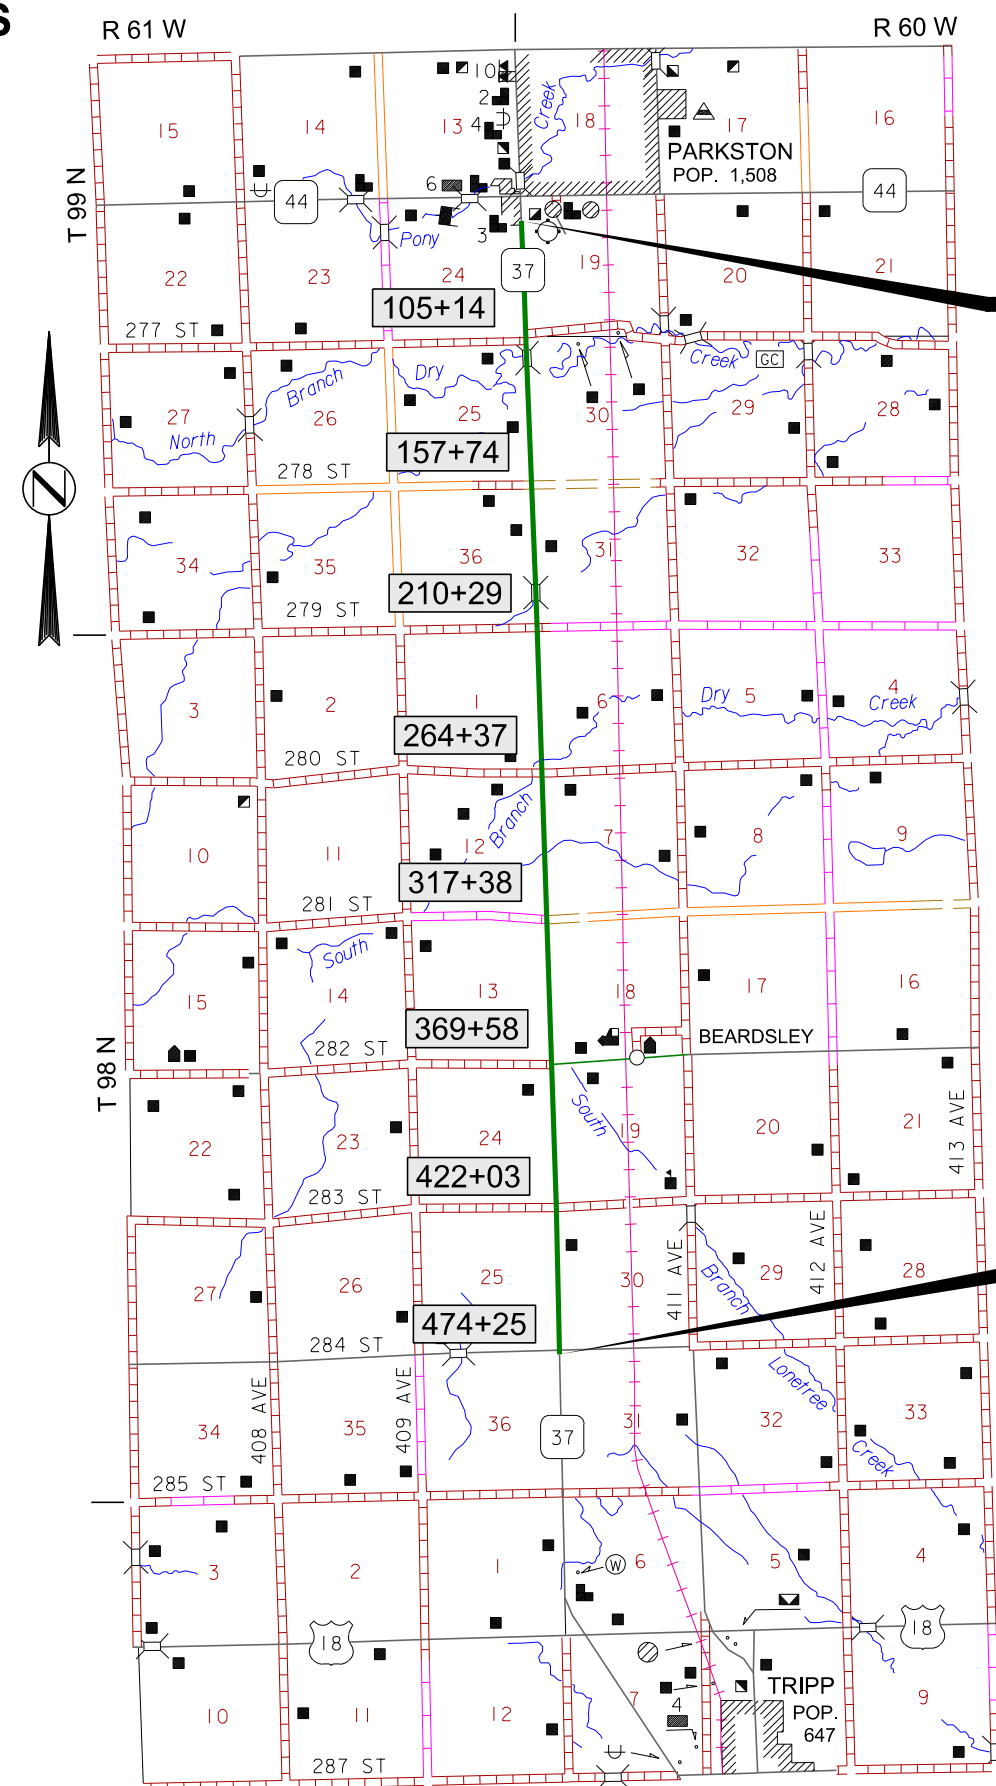 S
R 61 W
R 60 W
T 99 N
15
14
13
10
2
4
Creek
18
17
16
PARKSTON
POP. 1,508
6
44
44
3
Pony
37
22
23
24
19
20
21
105+14
277 ST
Creek
GC
Branch
Dry
27
North
26
25
30
29
28
157+74
278 ST
N
34
35
36
31
32
33
210+29
279 ST
3
2
1
6
Dry
5
4
Creek
264+37
280 ST
Branch
10
11
12
7
8
9
317+38
281 ST
South
15
14
13
18
17
16
369+58
282 ST
BEARDSLEY
T 98 N
South
22
23
24
19
20
21
413 AVE
422+03
283 ST
27
26
25
30
411 AVE
Branch
29
412 AVE
28
474+25
284 ST
Lonetree
34
408 AVE
35
409 AVE
36
37
31
32
33
Creek
285 ST
3
2
1
W
6
5
4
18
18
10
11
12
7
4
TRIPP
POP.
647
9
287 ST